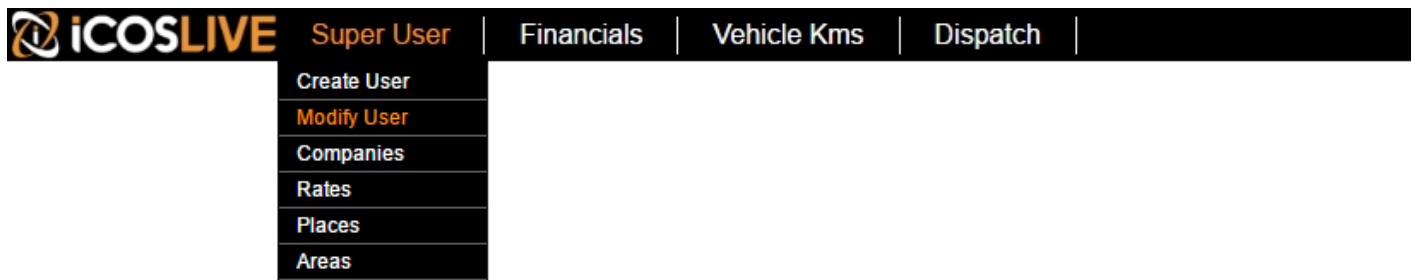 iCOSLIVE Super User Financials Vehicle Kms Dispatch
Create User
Modify User
Companies
Rates
Places
Areas